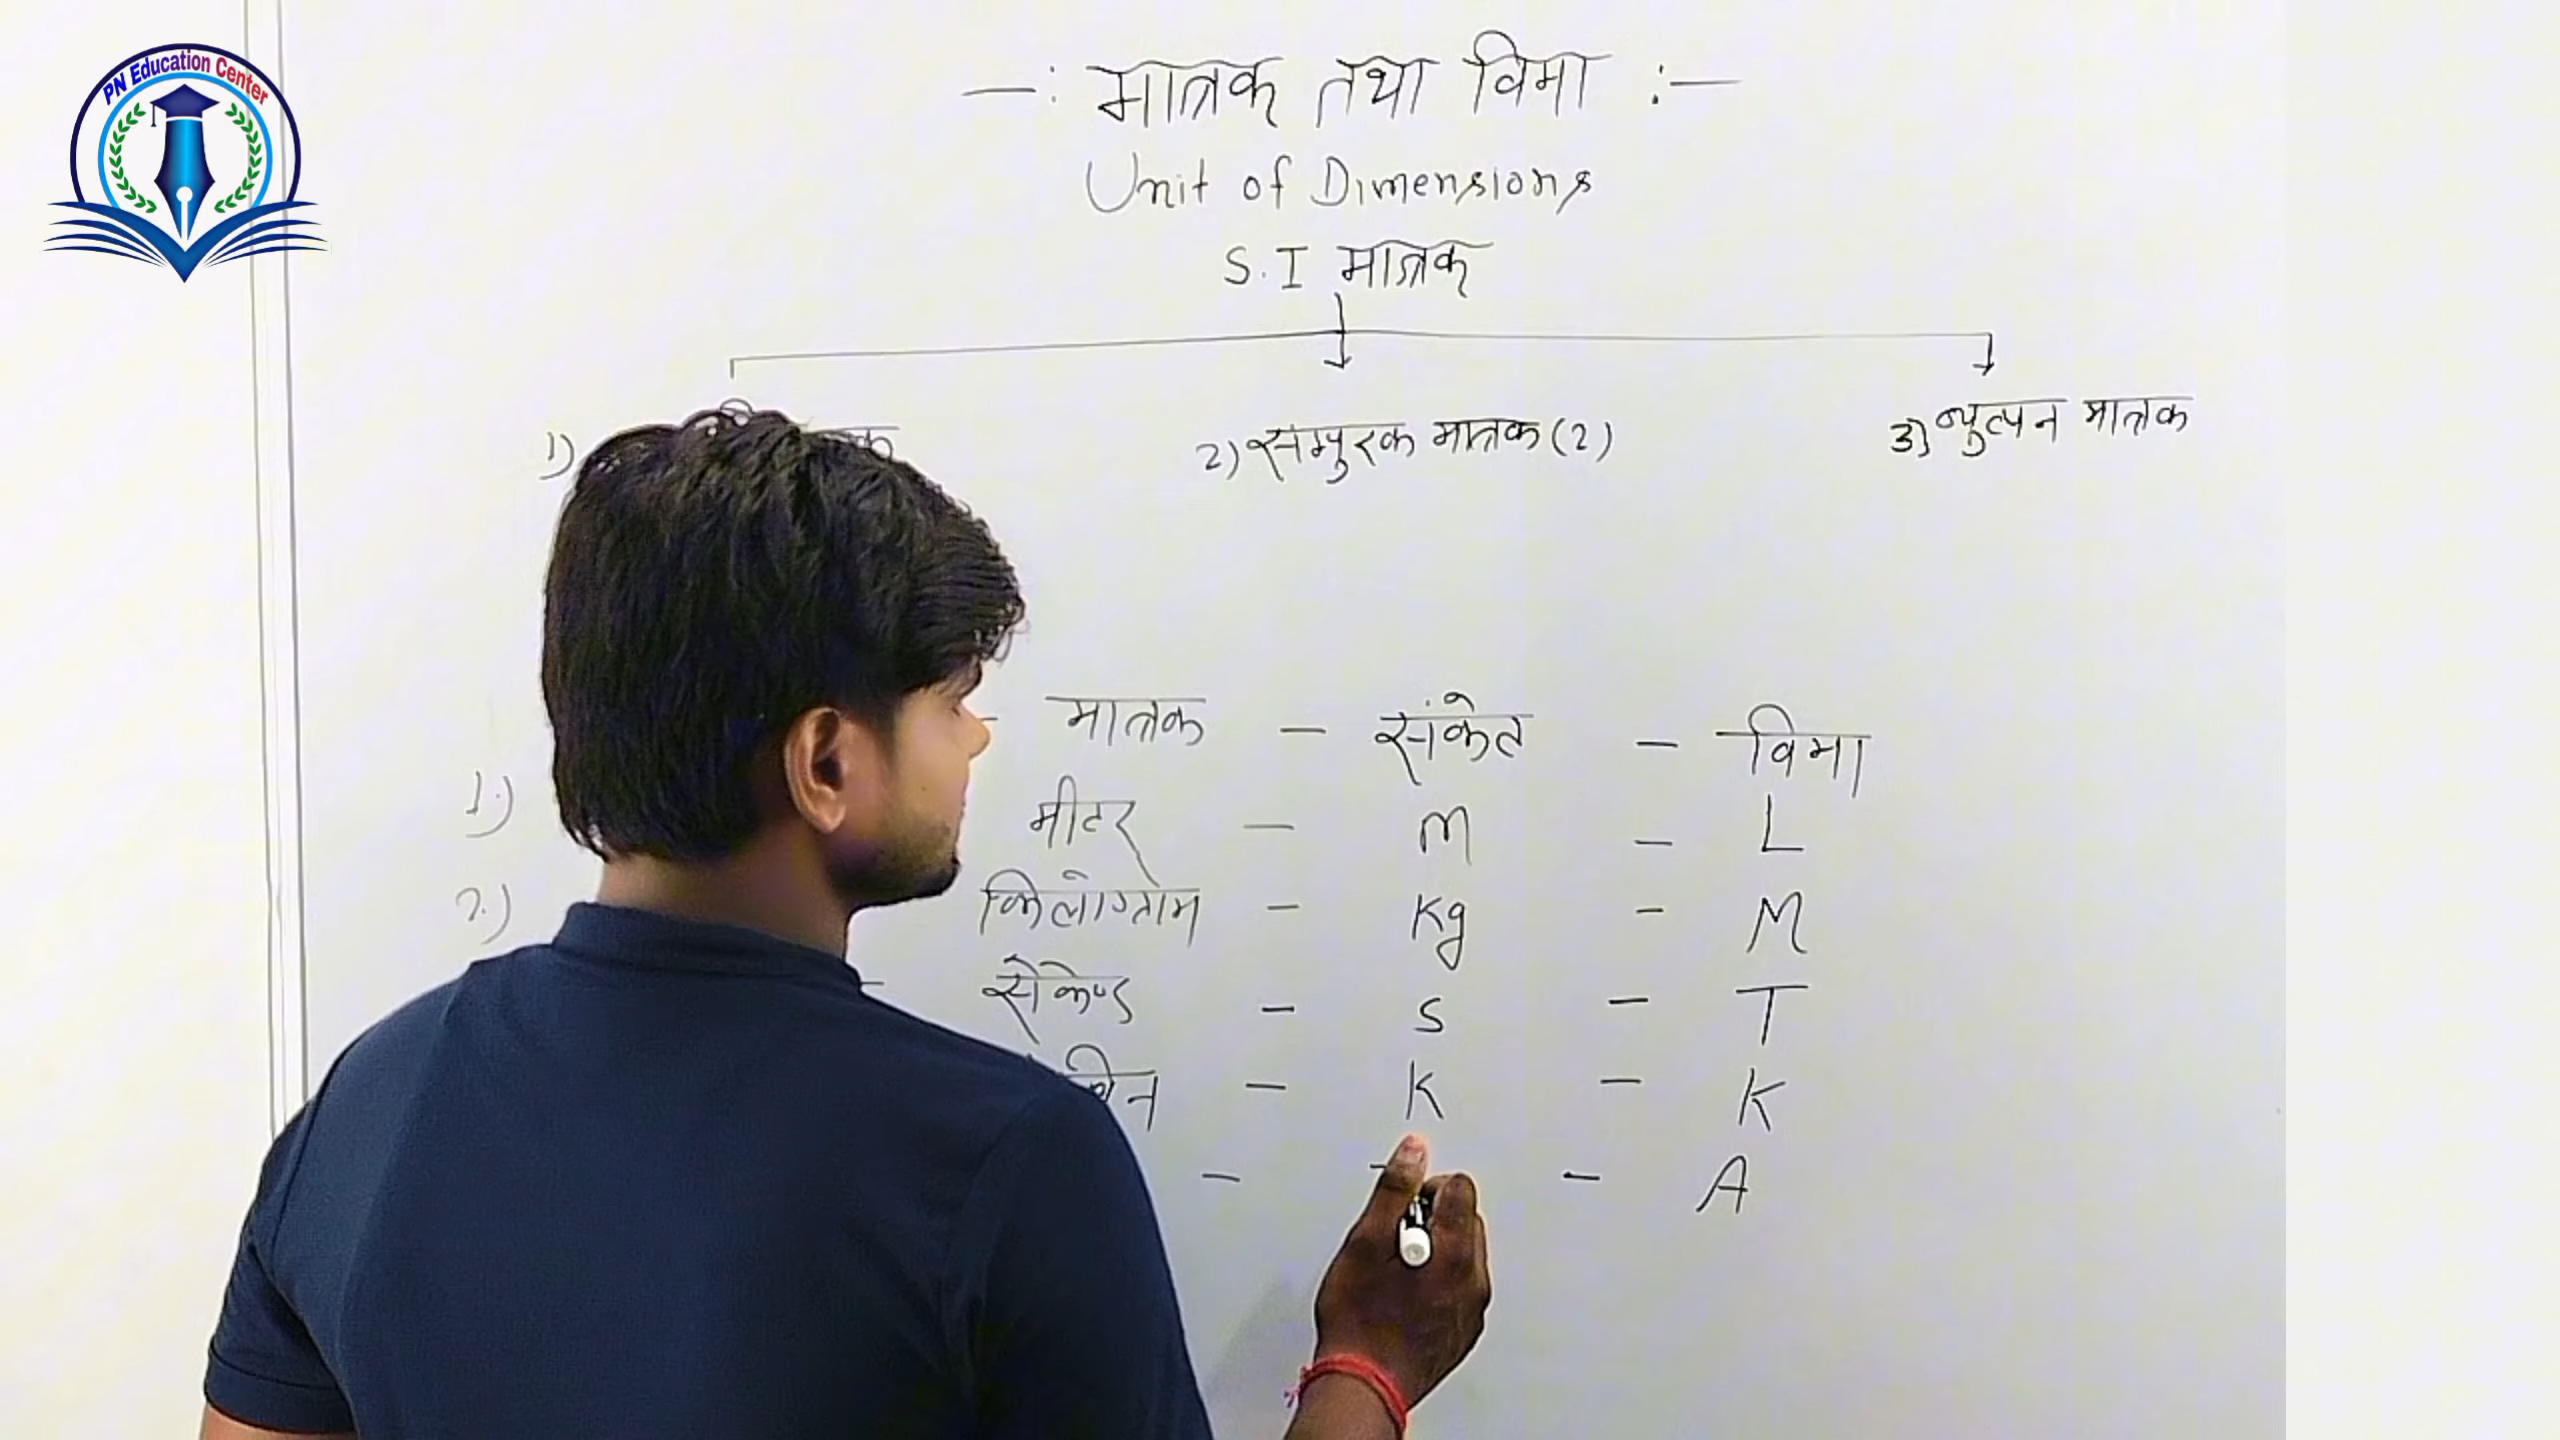 PN Education Center
—: मात्रक तथा विमा :—
Unit of Dimensions
S.I मात्रक
1)
2) सम्पुरक मात्रक (2)
3) व्युत्पन मात्रक
- मात्रक - संकेत - विमा
1.) मीटर - m - L
2.) किलोग्राम - Kg - M
- सैकेण्ड - s - T
- K - K
- - A